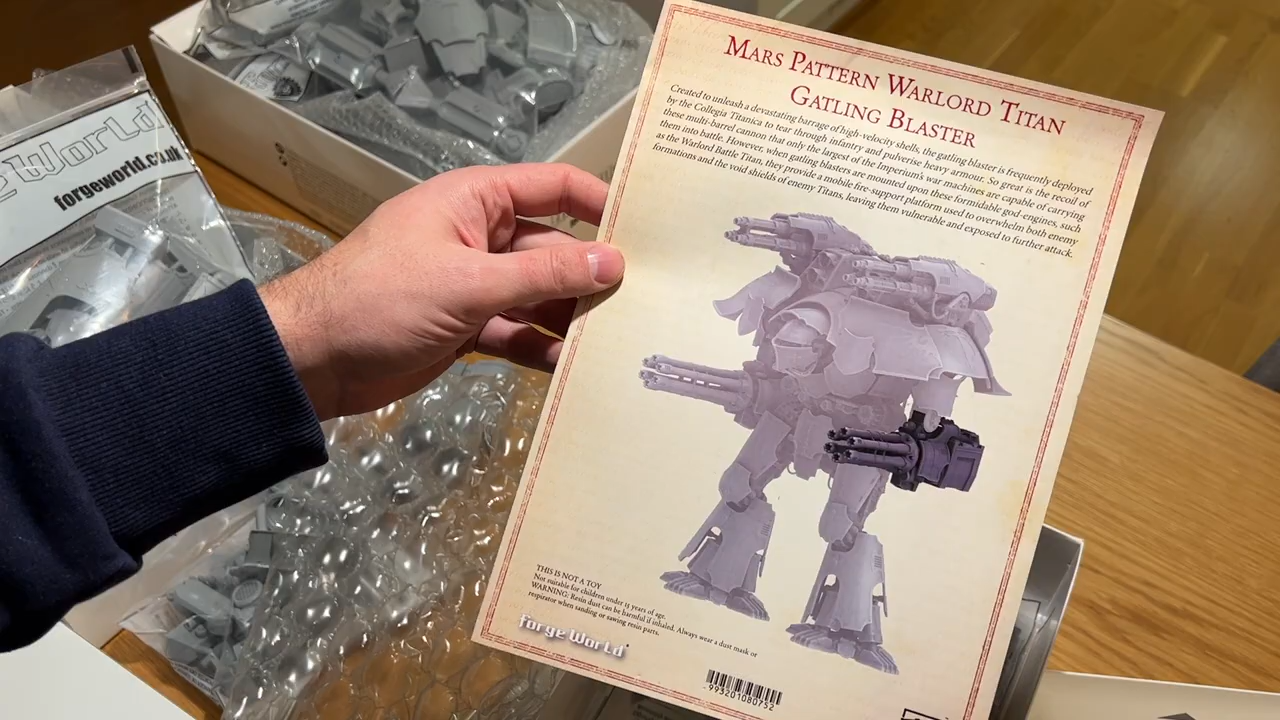 Mars Pattern Warlord Titan
Gatling Blaster
Created to unleash a devastating barrage of high-velocity shells, the gatling blaster is frequently deployed
by the Collegia Titanica to tear through infantry and pulverise heavy armour. So great is the recoil of
these multi-barrel cannon that only the largest of the Imperium's war machines are capable of carrying
them into battle. However, when gatling blasters are mounted upon these formidable god-engines, such
as the Warlord Battle Titan, they provide a mobile fire-support platform used to overwhelm both enemy
formations and the void shields of enemy Titans, leaving them vulnerable and exposed to further attack.
THIS IS NOT A TOY
Not suitable for children under 15 years of age.
WARNING: Resin dust can be harmful if inhaled. Always wear a dust mask or
respirator when sanding or sawing resin parts.
forge World
99520108075​2
e World
forgeworld.co.uk